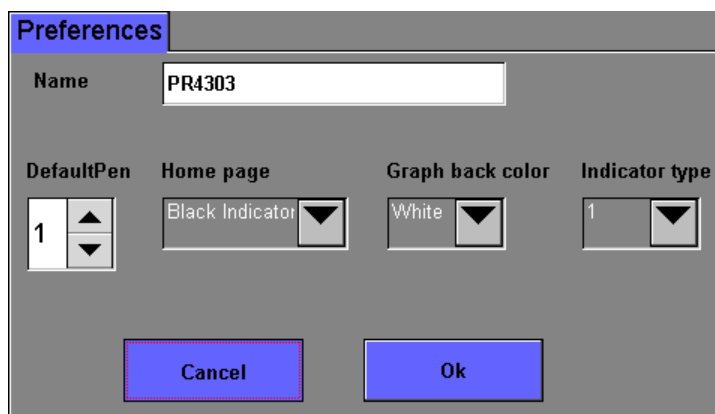 Preferences
Name PR4303
DefaultPen Home page Graph back color Indicator type
1 Black Indicator White 1
Cancel Ok